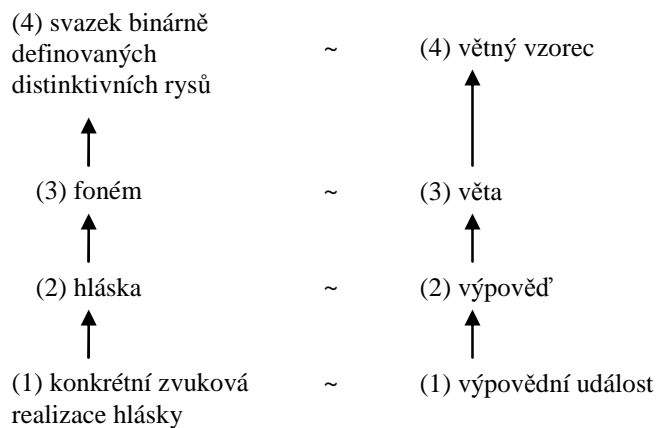 (4) svazek binárně
definovaných ~ (4) větný vzorec
distinktivních rysů
(3) foném ~ (3) věta
(2) hláska ~ (2) výpověď
(1) konkrétní zvuková ~ (1) výpovědní událost
realizace hlásky